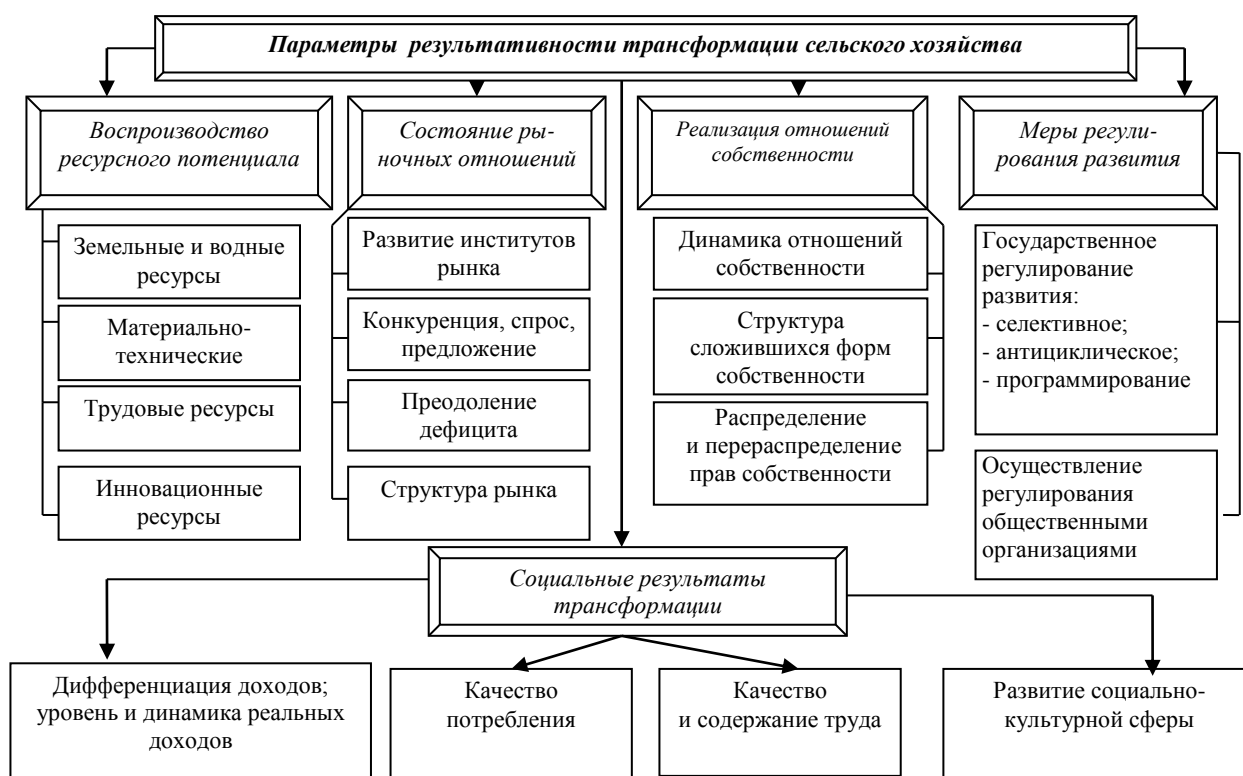 Параметры результативности трансформации сельского хозяйства
Воспроизводство
ресурсного потенциала
Состояние ры-
ночных отношений
Реализация отношений
собственности
Меры регули-
рования развития
Земельные и водные
ресурсы
Материально-
технические
Трудовые ресурсы
Инновационные
ресурсы
Развитие институтов
рынка
Конкуренция, спрос,
предложение
Преодоление
дефицита
Структура рынка
Динамика отношений
собственности
Структура
сложившихся форм
собственности
Распределение
и перераспределение
прав собственности
Государственное
регулирование
развития:
- селективное;
- антициклическое;
- программирование
Осуществление
регулирования
общественными
организациями
Социальные результаты
трансформации
Дифференциация доходов;
уровень и динамика реальных
доходов
Качество
потребления
Качество
и содержание труда
Развитие социально-
культурной сферы